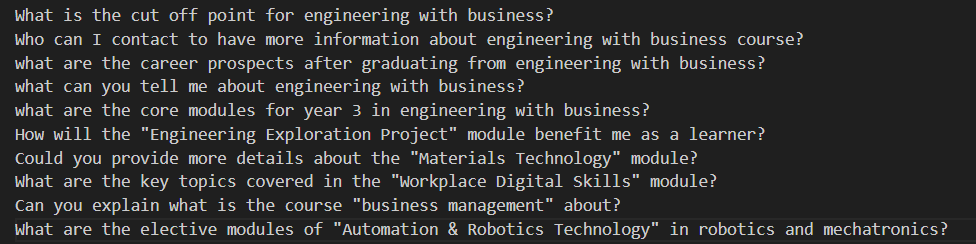 What is the cut off point for engineering with business?
Who can I contact to have more information about engineering with business course?
what are the career prospects after graduating from engineering with business?
what can you tell me about engineering with business?
what are the core modules for year 3 in engineering with business?
How will the "Engineering Exploration Project" module benefit me as a learner?
Could you provide more details about the "Materials Technology" module?
What are the key topics covered in the "Workplace Digital Skills" module?
Can you explain what is the course "business management" about?
What are the elective modules of "Automation & Robotics Technology" in robotics and mechatronics?